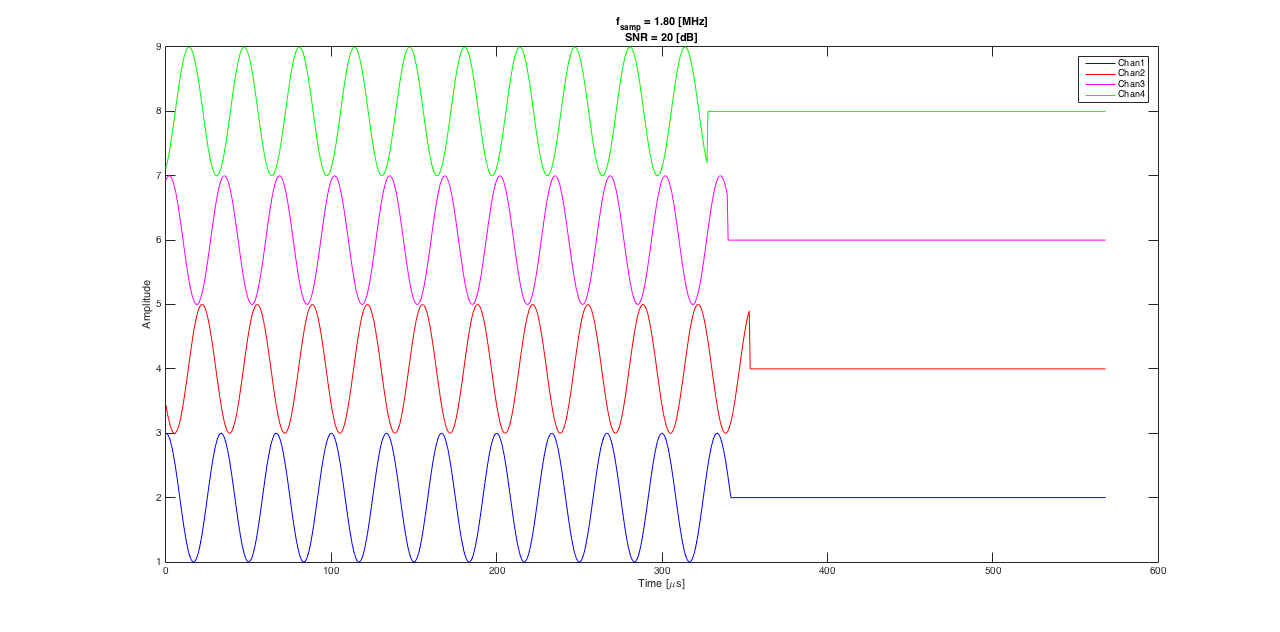 f_samp = 1.80 [MHz]
SNR = 20 [dB]
Chan1
Chan2
Chan3
Chan4
9
8
7
6
5
4
3
2
1
Amplitude
0 100 200 300 400 500 600
Time [μs]